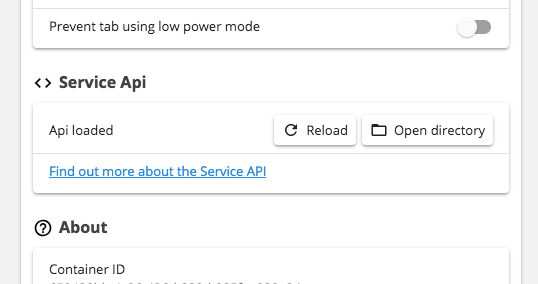 Prevent tab using low power mode
Service Api
Api loaded
Reload
Open directory
Find out more about the Service API
About
Container ID